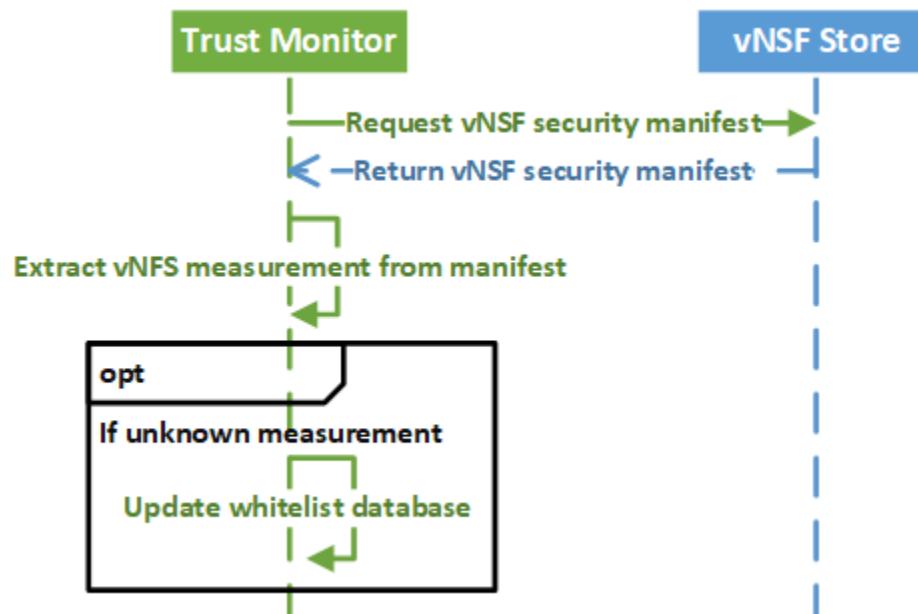 Trust Monitor
vNSF Store
Request vNSF security manifest
Return vNSF security manifest
Extract vNFS measurement from manifest
opt
If unknown measurement
Update whitelist database